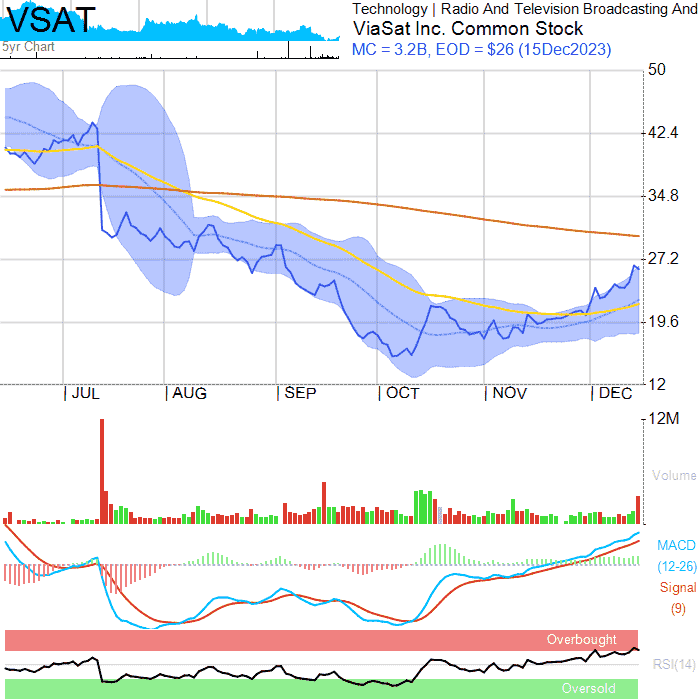 VSAT
5yr Chart
Technology | Radio And Television Broadcasting And
ViaSat Inc. Common Stock
MC = 3.2B, EOD = $26 (15Dec2023)
50
42.4
34.8
27.2
19.6
12
| JUL | AUG | SEP | OCT | NOV | DEC
12M
Volume
MACD
(12-26)
Signal
(9)
Overbought
RSI(14)
Oversold